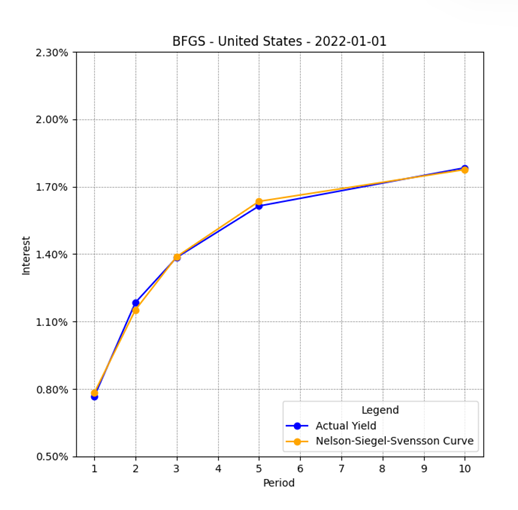 BFGS - United States - 2022-01-01
2.30%
2.00%
1.70%
1.40%
1.10%
0.80%
0.50%
Interest
1 2 3 4 5 6 7 8 9 10
Period
Legend
Actual Yield
Nelson-Siegel-Svensson Curve